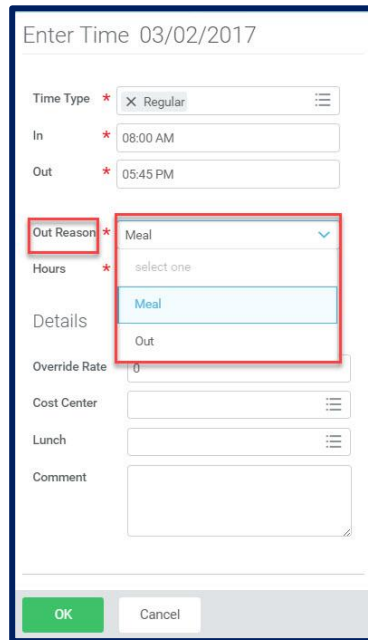 Enter Time 03/02/2017
Time Type * × Regular
In * 08:00 AM
Out * 05:45 PM
Out Reason * Meal
Hours * select one
Meal
Details
Out
Override Rate 0
Cost Center
Lunch
Comment
OK Cancel